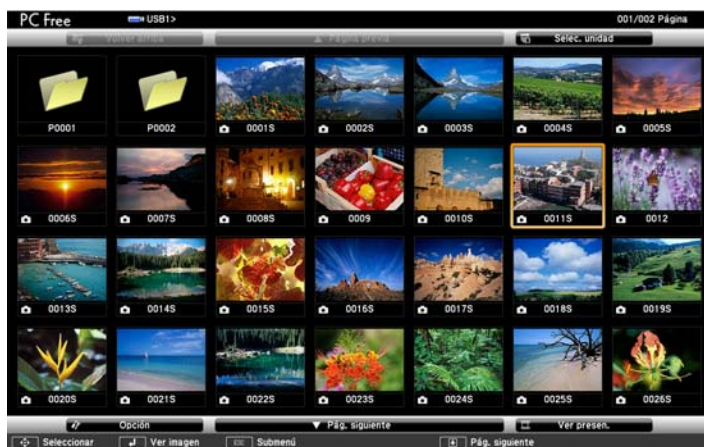 PC Free USB1> 001/002 Página
Volver arriba Página previa Selec. unidad
P0001 P0002 0001S 0002S 0003S 0004S 0005S
0006S 0007S 0008S 0009 0010S 0011S 0012
0013S 0014S 0015S 0016S 0017S 0018S 0019S
0020S 0021S 0022S 0023S 0024S 0025S 0026S
Opción Pág. siguiente Ver presen.
Seleccionar Ver imagen ESC Submenú Pág. siguiente